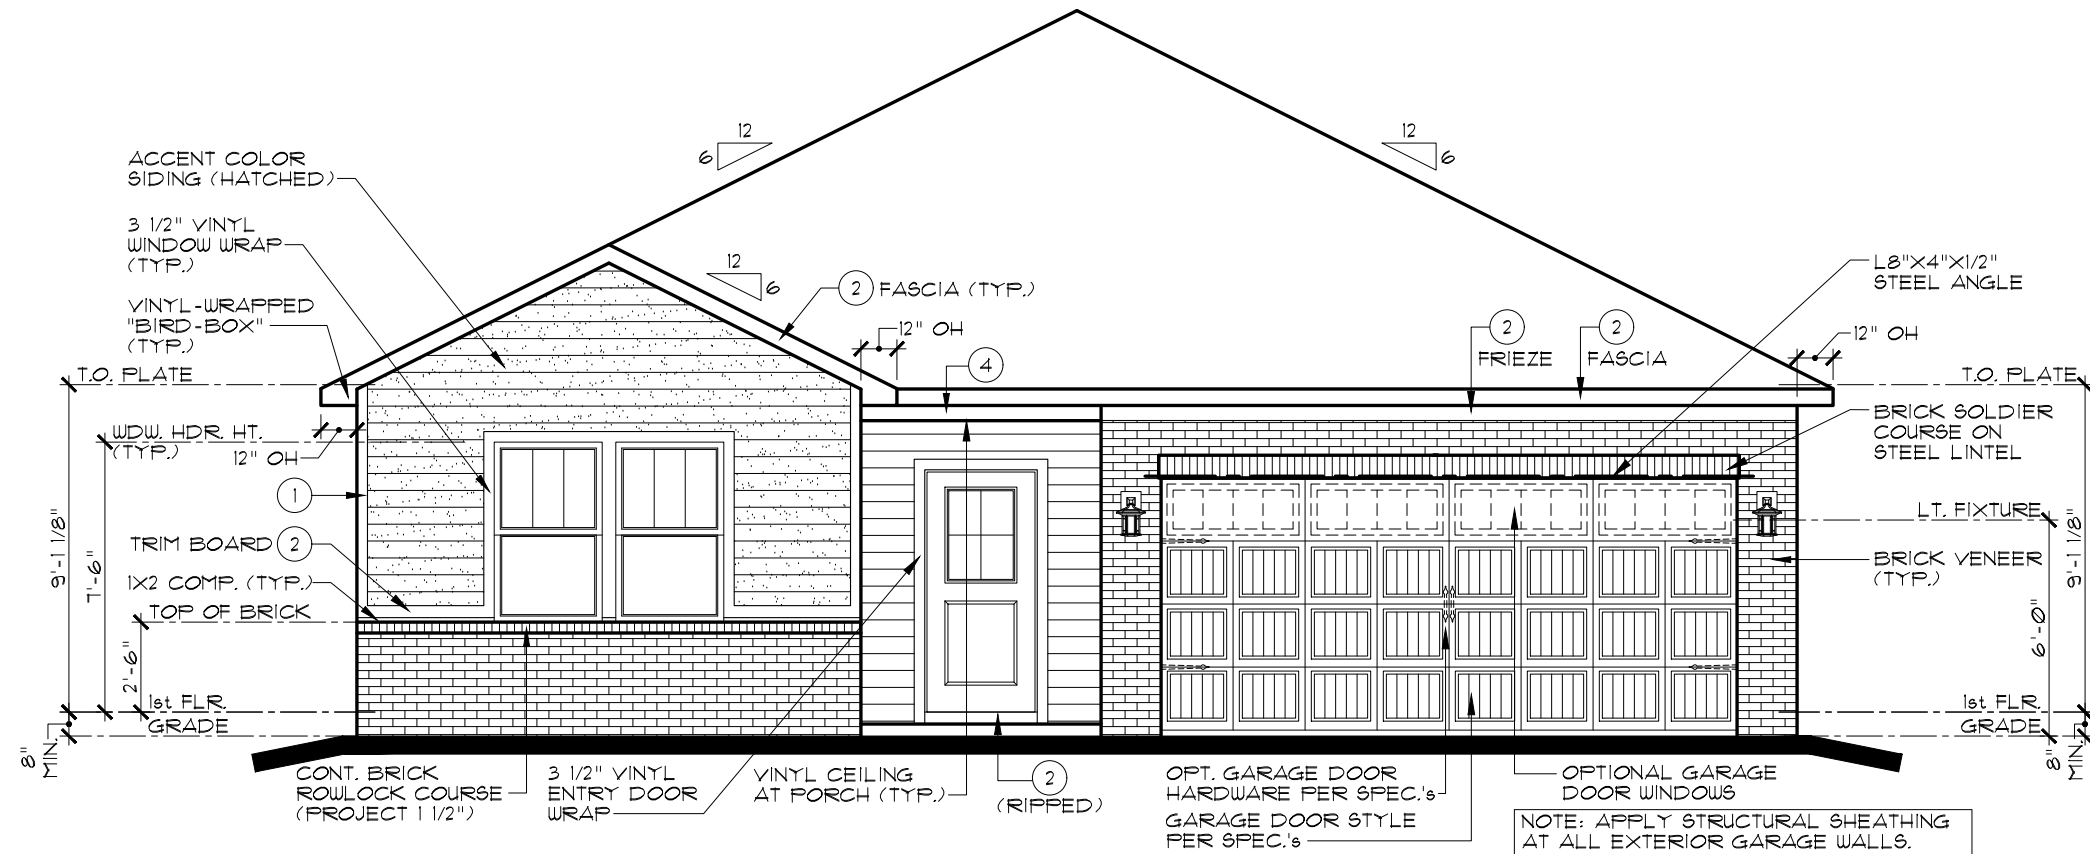 12
6
12
6
ACCENT COLOR
SIDING (HATCHED)
3 1/2" VINYL
WINDOW WRAP
(TYP.)
VINYL-WRAPPED
"BIRD-BOX"
(TYP.)
12
6
2 FASCIA (TYP.)
12" OH
4
2
FRIEZE
2
FASCIA
L8"X4"X1/2"
STEEL ANGLE
12" OH
T.O. PLATE
T.O. PLATE
WDW. HDR. HT.
(TYP.)
12" OH
BRICK SOLDIER
COURSE ON
STEEL LINTEL
1
LT. FIXTURE
TRIM BOARD 2
1X2 COMP. (TYP.)
TOP OF BRICK
BRICK VENEER
(TYP.)
9'-1 1/8"
7'-6"
2'-6"
9'-1 1/8"
6'-0"
1st FLR.
GRADE
1st FLR.
GRADE
8"
MIN.
8"
MIN.
CONT. BRICK
ROWLOCK COURSE
(PROJECT 1 1/2")
3 1/2" VINYL
ENTRY DOOR
WRAP
VINYL CEILING
AT PORCH (TYP.)
2
(RIPPED)
OPT. GARAGE DOOR
HARDWARE PER SPEC.'s
GARAGE DOOR STYLE
PER SPEC.'s
OPTIONAL GARAGE
DOOR WINDOWS
NOTE: APPLY STRUCTURAL SHEATHING
AT ALL EXTERIOR GARAGE WALLS.